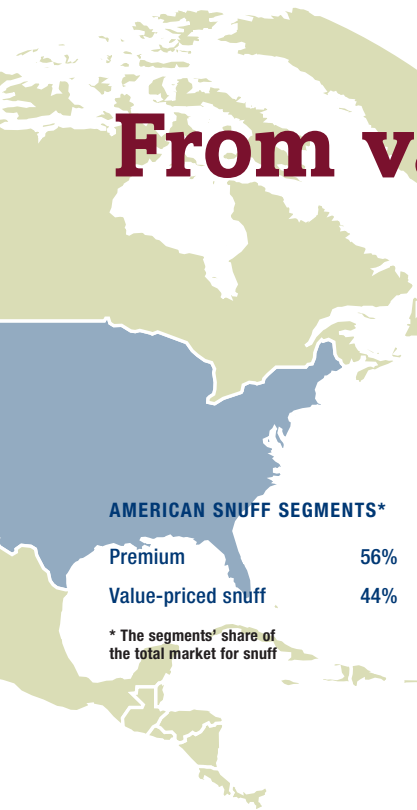 From va
AMERICAN SNUFF SEGMENTS*
Premium 56%
Value-priced snuff 44%
* The segments' share of
the total market for snuff